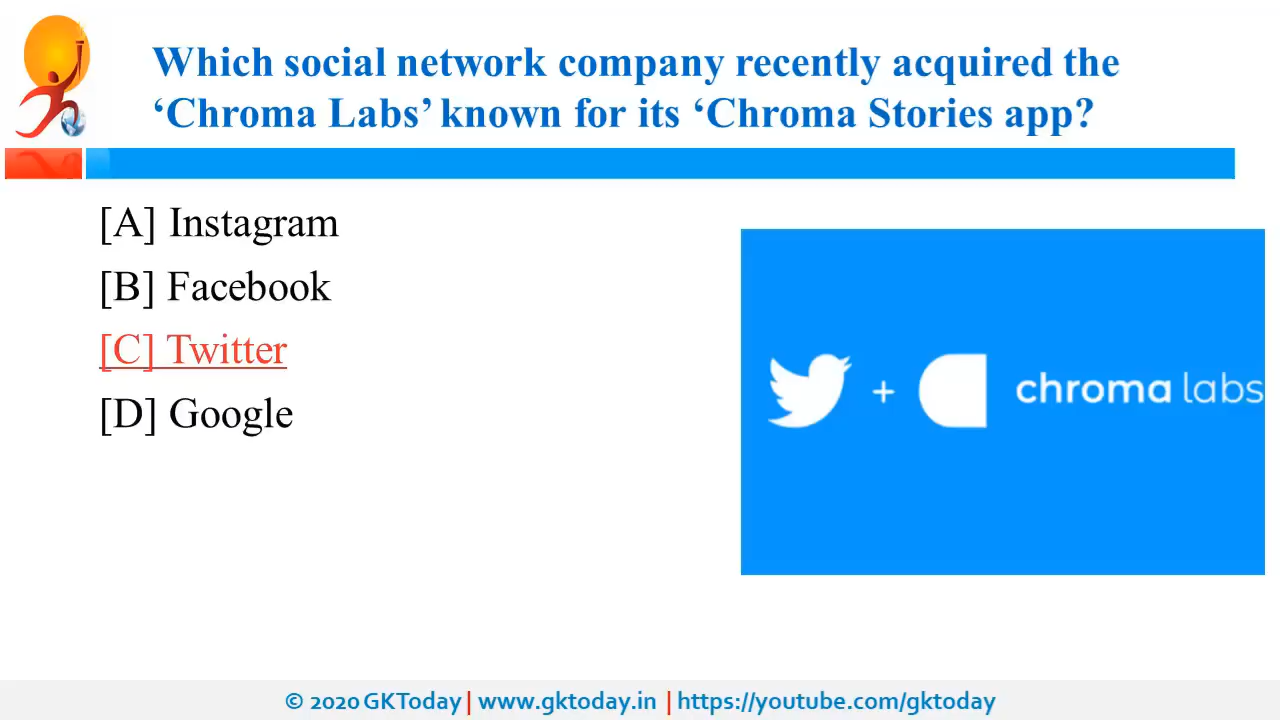 Which social network company recently acquired the
‘Chroma Labs’ known for its ‘Chroma Stories app?
[A] Instagram
[B] Facebook
[C] Twitter
[D] Google
+ chroma labs
© 2020 GKToday | www.gktoday.in | https://youtube.com/gktoday